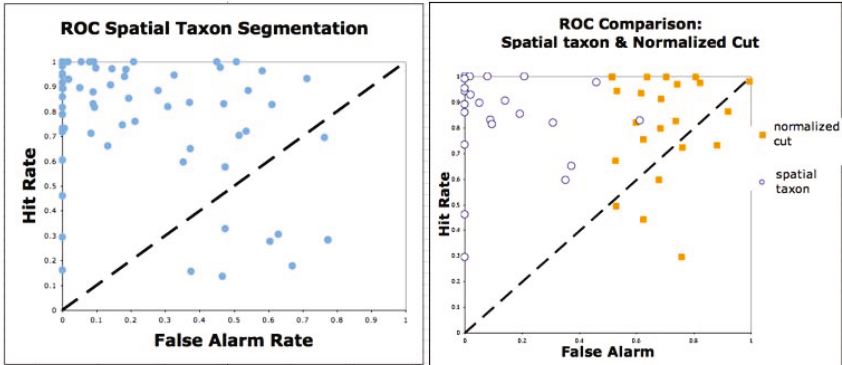 ROC Spatial Taxon Segmentation
Hit Rate
1
0.9
0.8
0.7
0.6
0.5
0.4
0.3
0.2
0.1
0
0 0.1 0.2 0.3 0.4 0.5 0.6 0.7 0.8 0.9 1
False Alarm Rate
ROC Comparison:
Spatial taxon & Normalized Cut
Hit Rate
1
0.9
0.8
0.7
0.6
0.5
0.4
0.3
0.2
0.1
0
0 0.2 0.4 0.6 0.8 1
False Alarm
normalized
cut
spatial
taxon